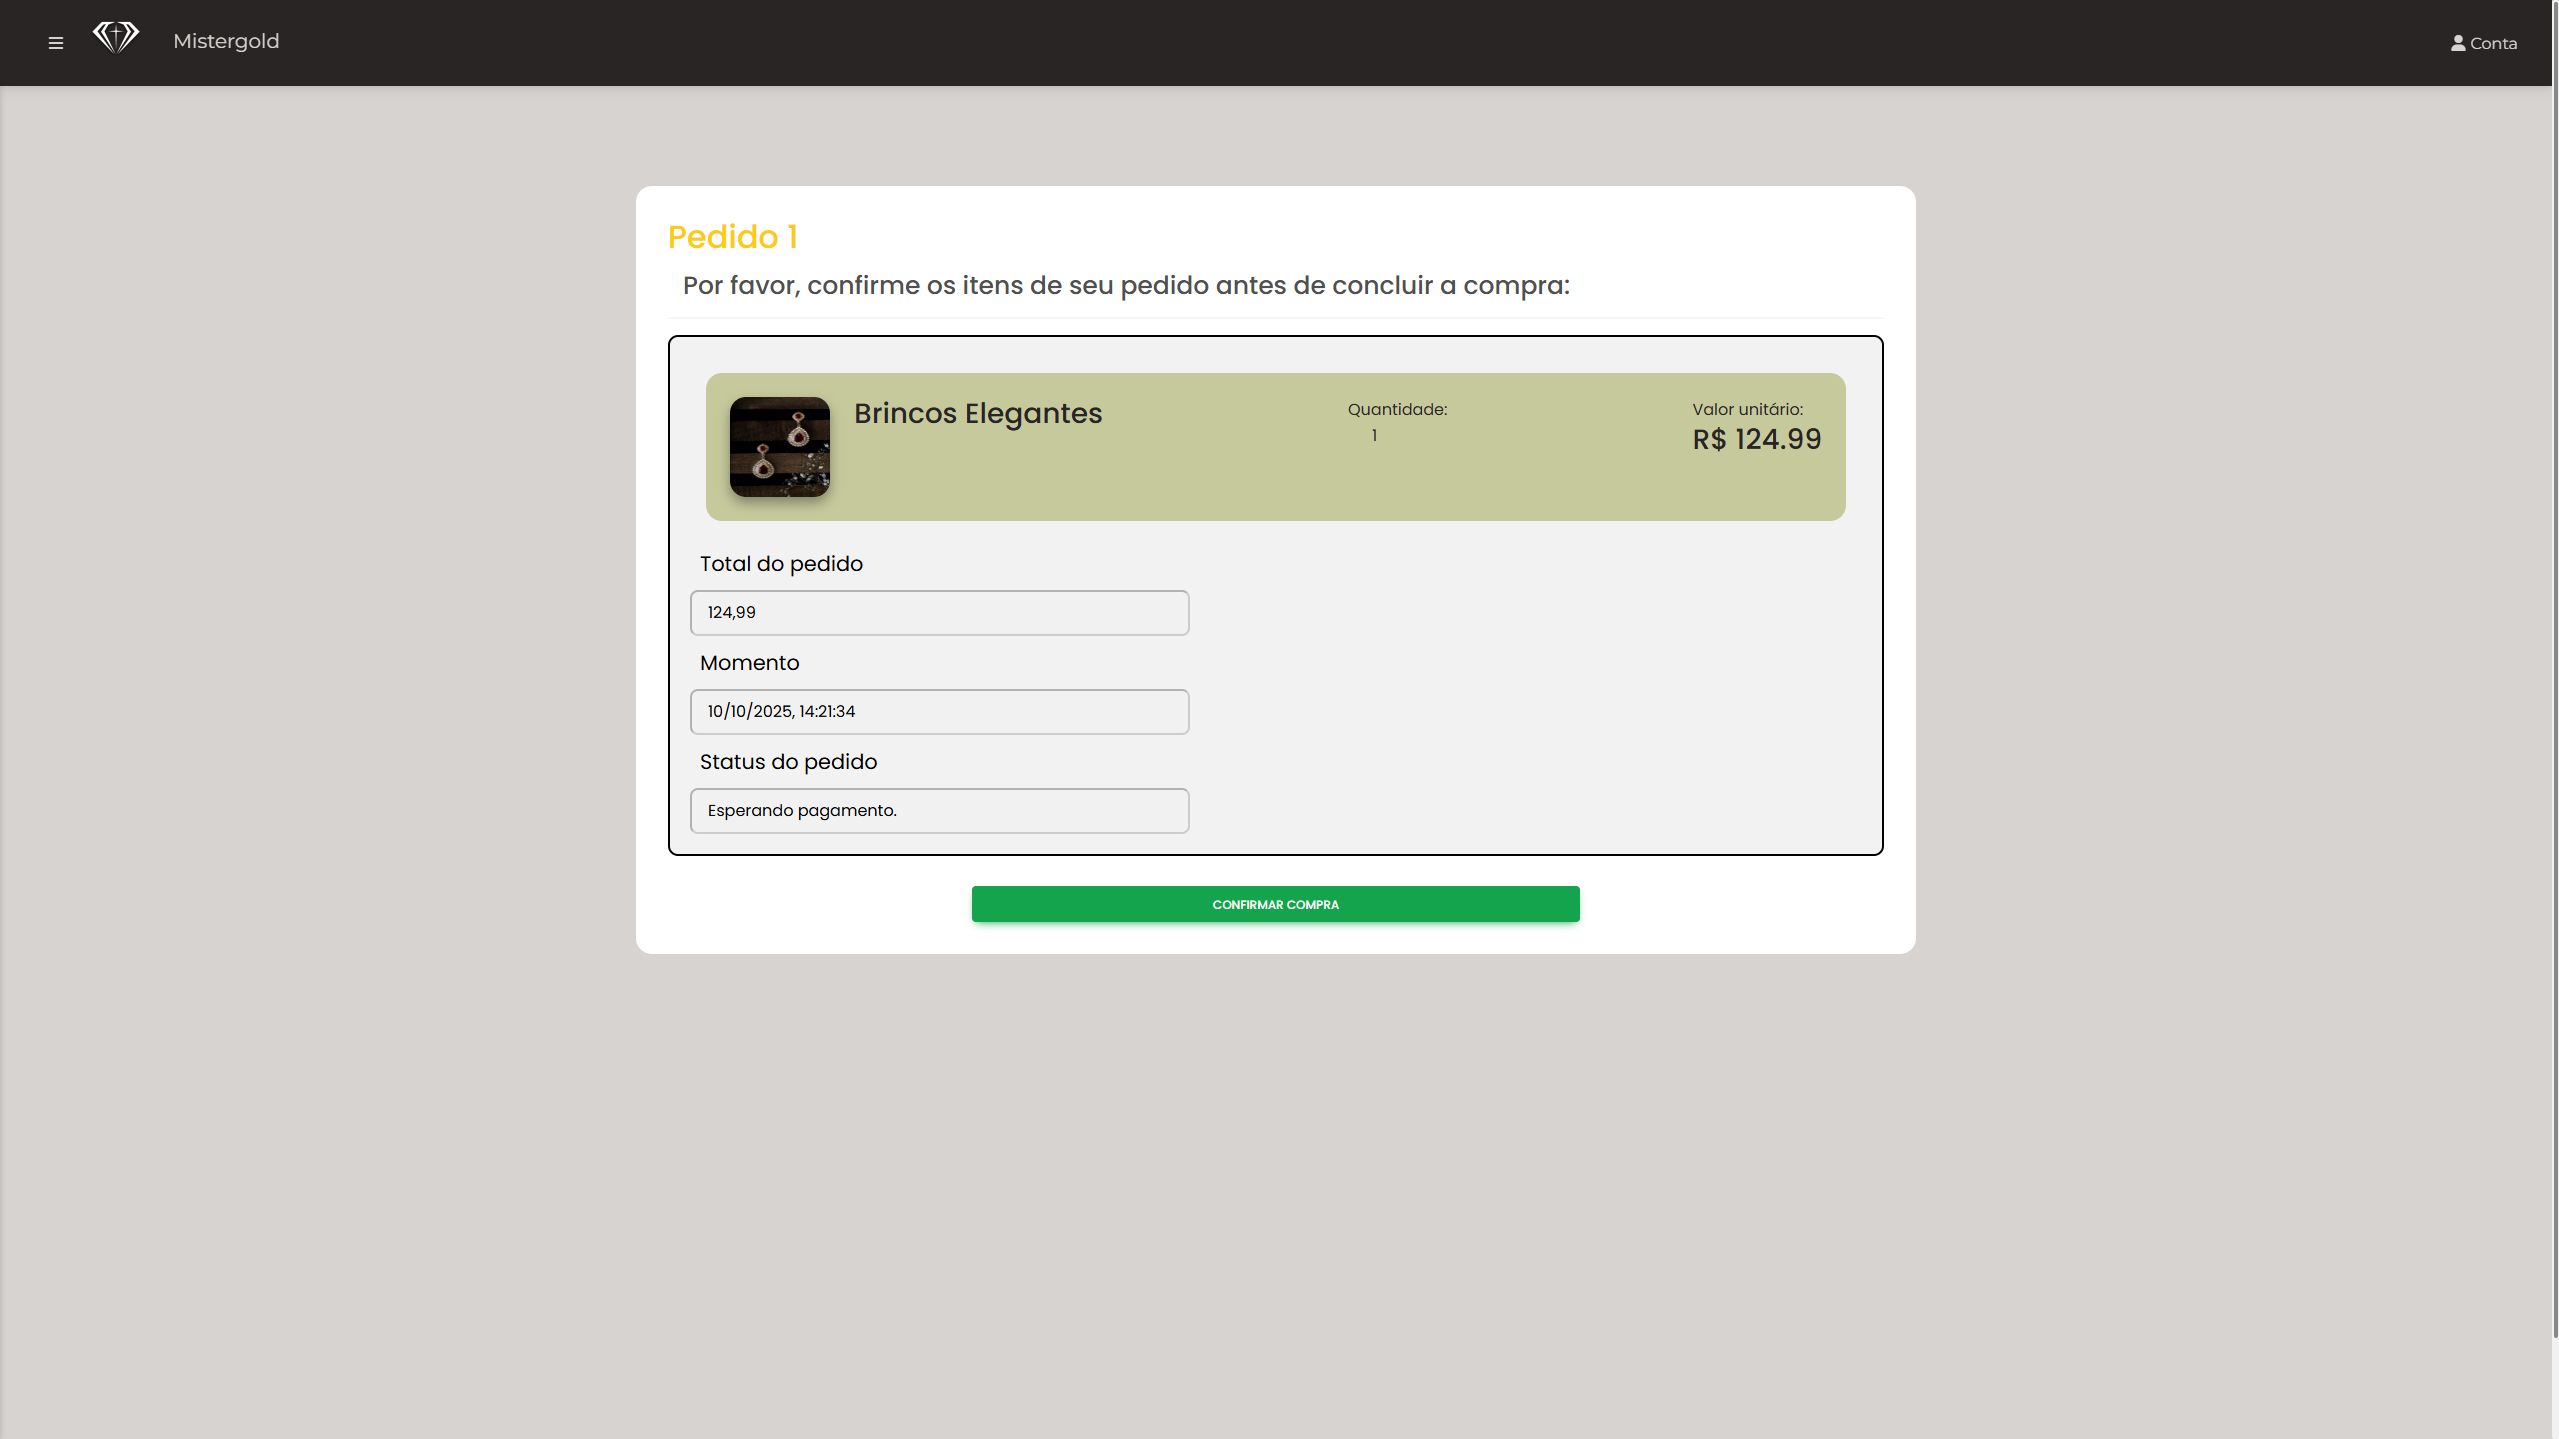 Mistergold
Conta
Pedido 1
Por favor, confirme os itens de seu pedido antes de concluir a compra:
Brincos Elegantes
Quantidade:
1
Valor unitário:
R$ 124.99
Total do pedido
124,99
Momento
10/10/2025, 14:21:34
Status do pedido
Esperando pagamento.
CONFIRMAR COMPRA